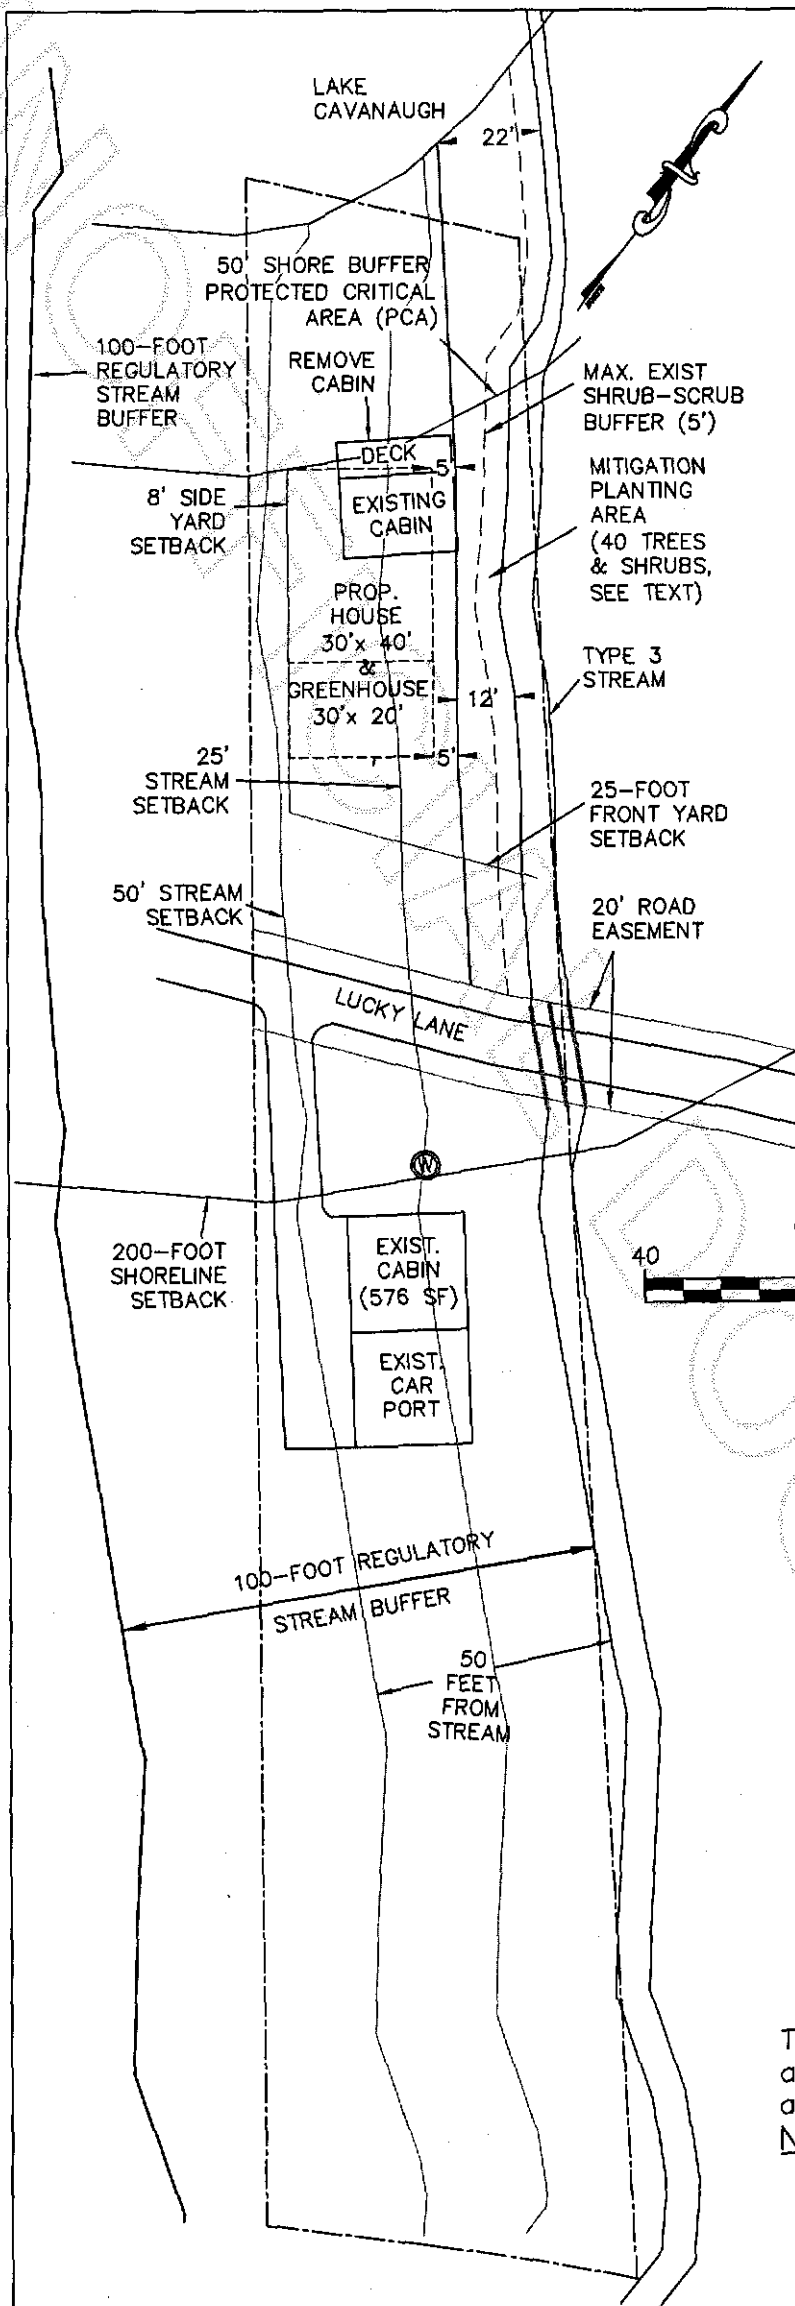 LAKE
CAVANAUGH
22'
50' SHORE BUFFER
PROTECTED CRITICAL
AREA (PCA)
100-FOOT
REGULATORY
STREAM
BUFFER
REMOVE
CABIN
MAX. EXIST
SHRUB-SCRUB
BUFFER (5')
DECK
5'
8' SIDE
YARD
SETBACK
EXISTING
CABIN
MITIGATION
PLANTING
AREA
(40 TREES
& SHRUBS,
SEE TEXT)
PROP.
HOUSE
30'x 40'
&
GREENHOUSE
30'x 20'
12'
TYPE 3
STREAM
5'
25'
STREAM
SETBACK
25-FOOT
FRONT YARD
SETBACK
50' STREAM
SETBACK
20' ROAD
EASEMENT
LUCKY LANE
W
200-FOOT
SHORELINE
SETBACK
EXIST.
CABIN
(576 SF)
40
EXIST.
CAR
PORT
100-FOOT REGULATORY
STREAM BUFFER
50
FEET
FROM
STREAM
T
a
a
N